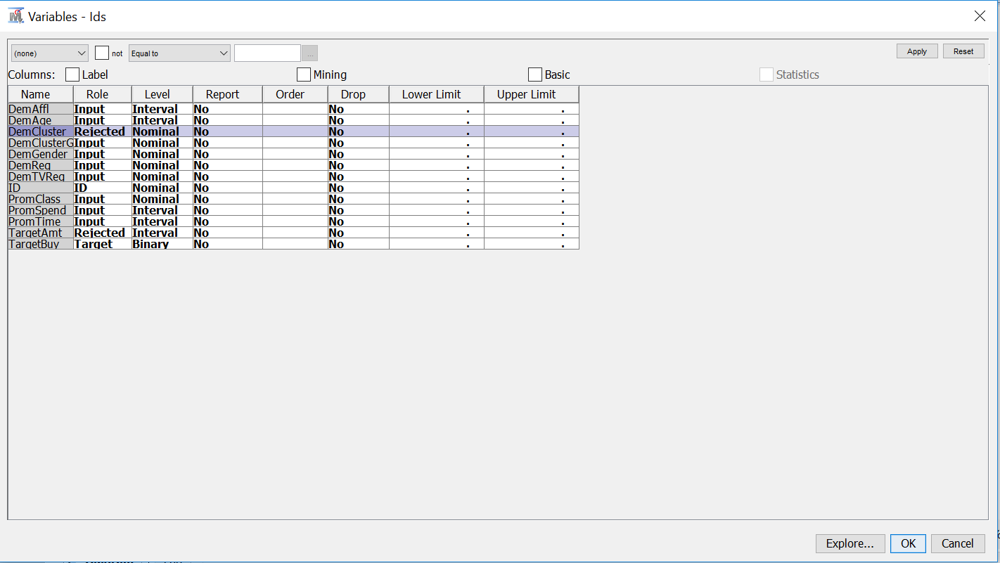 Variables - Ids
(none) not Equal to ... Apply Reset
Columns: Label Mining Basic Statistics
Name Role Level Report Order Drop Lower Limit Upper Limit
DemAffl Input Interval No No . .
DemAge Input Interval No No . .
DemCluster Rejected Nominal No No . .
DemClusterG Input Nominal No No . .
DemGender Input Nominal No No . .
DemReg Input Nominal No No . .
DemTVReg Input Nominal No No . .
ID ID Nominal No No . .
PromClass Input Nominal No No . .
PromSpend Input Interval No No . .
PromTime Input Interval No No . .
TargetAmt Rejected Interval No No . .
TargetBuy Target Binary No No . .
Explore... OK Cancel